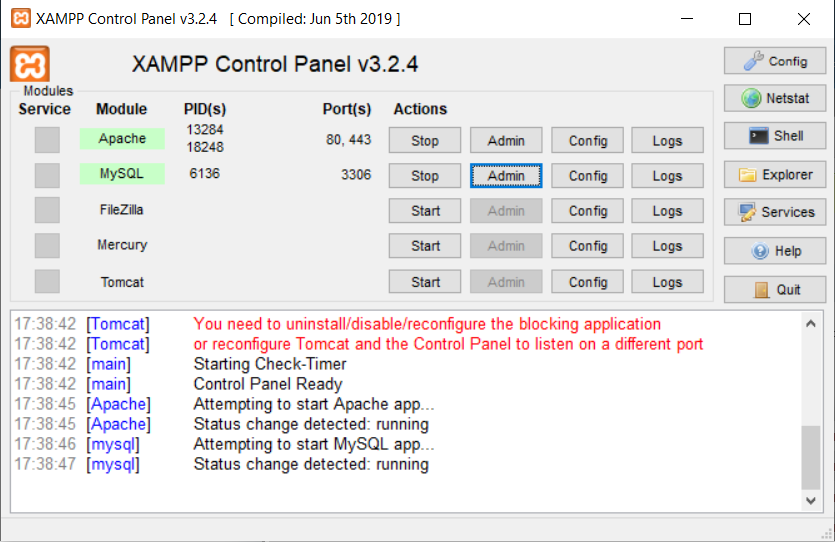 XAMPP Control Panel v3.2.4 [ Compiled: Jun 5th 2019 ]
XAMPP Control Panel v3.2.4
Config
Modules
Service Module PID(s) Port(s) Actions
Netstat
Apache 13284 18248 80, 443 Stop Admin Config Logs
Shell
MySQL 6136 3306 Stop Admin Config Logs
Explorer
FileZilla Start Admin Config Logs
Services
Mercury Start Admin Config Logs
Help
Tomcat Start Admin Config Logs
Quit
17:38:42 [Tomcat] You need to uninstall/disable/reconfigure the blocking application
17:38:42 [Tomcat] or reconfigure Tomcat and the Control Panel to listen on a different port
17:38:42 [main] Starting Check-Timer
17:38:42 [main] Control Panel Ready
17:38:45 [Apache] Attempting to start Apache app...
17:38:45 [Apache] Status change detected: running
17:38:46 [mysql] Attempting to start MySQL app...
17:38:47 [mysql] Status change detected: running